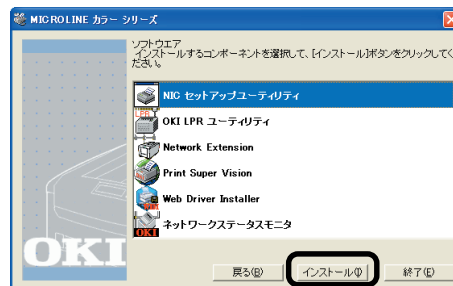 MICROLINE カラー シリーズ
ソフトウエア
インストールするコンポーネントを選択して、[インストール]ボタンをクリックしてく
ださい。
NIC セットアップユーティリティ
OKI LPR ユーティリティ
Network Extension
Print Super Vision
Web Driver Installer
ネットワークステータスモニタ
OKI
戻る(B)
インストール(I)
終了(E)